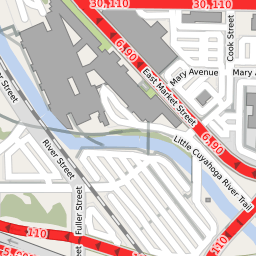 30, 110
30, 110
Cook Street
6,90
Mary Avenue
Mary A
East Market Street
Street
River Street
6,90
Little Cuyahoga River Trail
Fuller Street
110
110
110